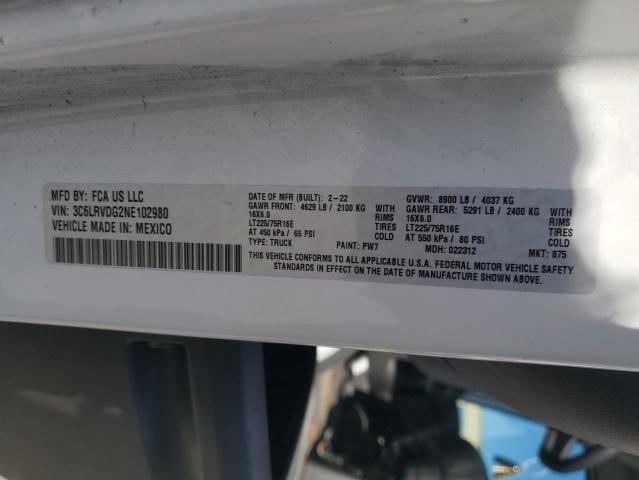 MFD BY: FCA US LLC
VIN: 3C6LRVDG2NE102980
VEHICLE MADE IN: MEXICO
DATE OF MFR (BUILT): 2-22
GAWR FRONT: 4629 LB / 2100 KG WITH
16X6.0 RIMS
LT225/75R16E TIRES
AT 450 kPa / 65 PSI COLD
TYPE: TRUCK PAINT: PW7
GVWR: 8900 LB / 4037 KG
GAWR REAR: 5291 LB / 2400 KG WITH
16X6.0 RIMS
LT225/75R16E TIRES
AT 550 kPa / 80 PSI COLD
MDH: 022312 MKT: 875
THIS VEHICLE CONFORMS TO ALL APPLICABLE U.S.A. FEDERAL MOTOR VEHICLE SAFETY
STANDARDS IN EFFECT ON THE DATE OF MANUFACTURE SHOWN ABOVE.